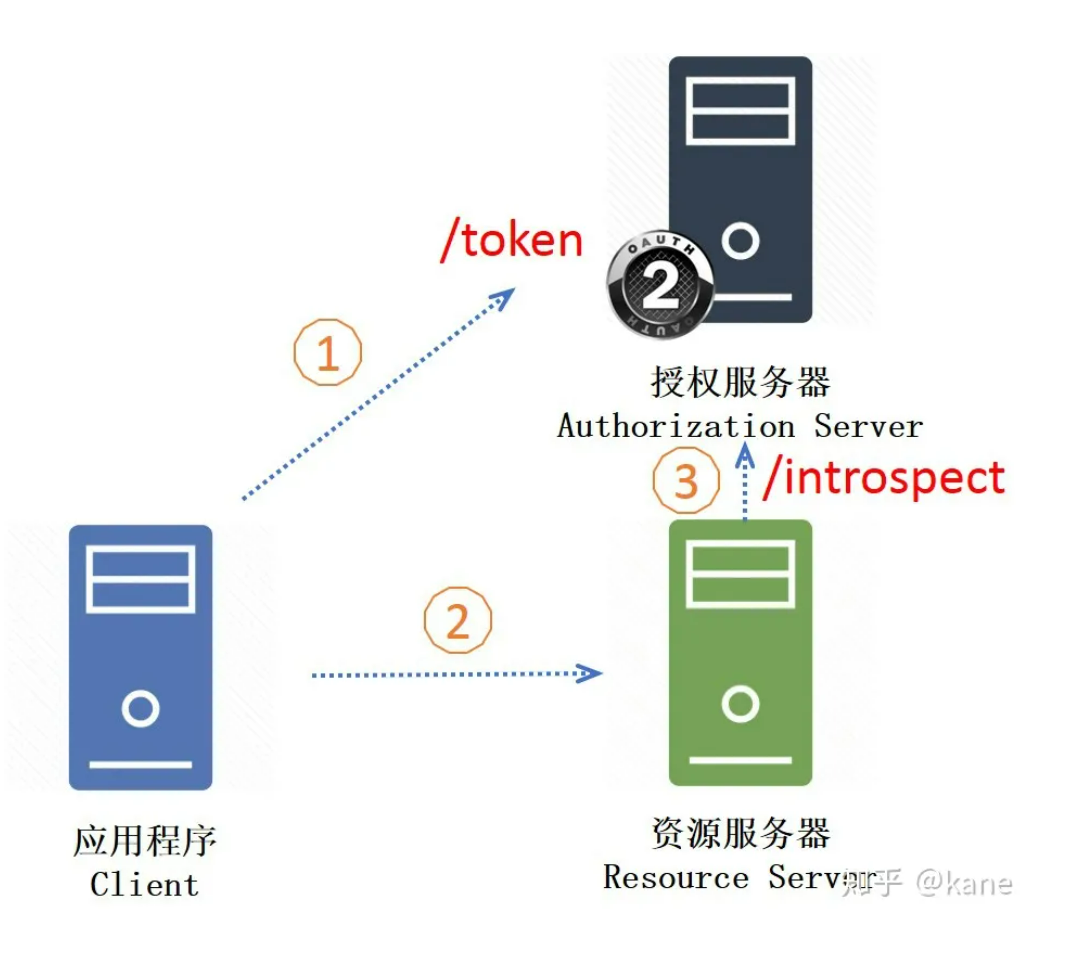 /token
OAUTH
2
OAUTH
1
授权服务器
Authorization Server
3
/introspect
2
应用程序
Client
资源服务器
Resource Server
知乎 @kane